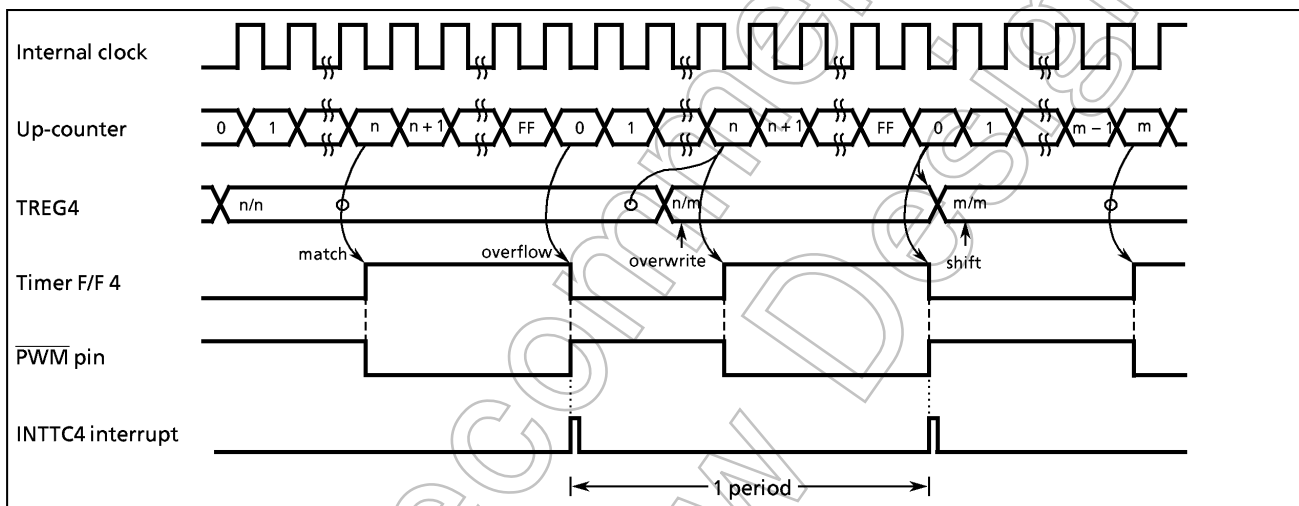 Internal clock
Up-counter
0 1 n n + 1 FF 0 1 n n + 1 FF 0 1 m – 1 m
TREG4
n/n n/m m/m
match overflow overwrite shift
Timer F/F 4
PWM pin
INTTC4 interrupt
1 period